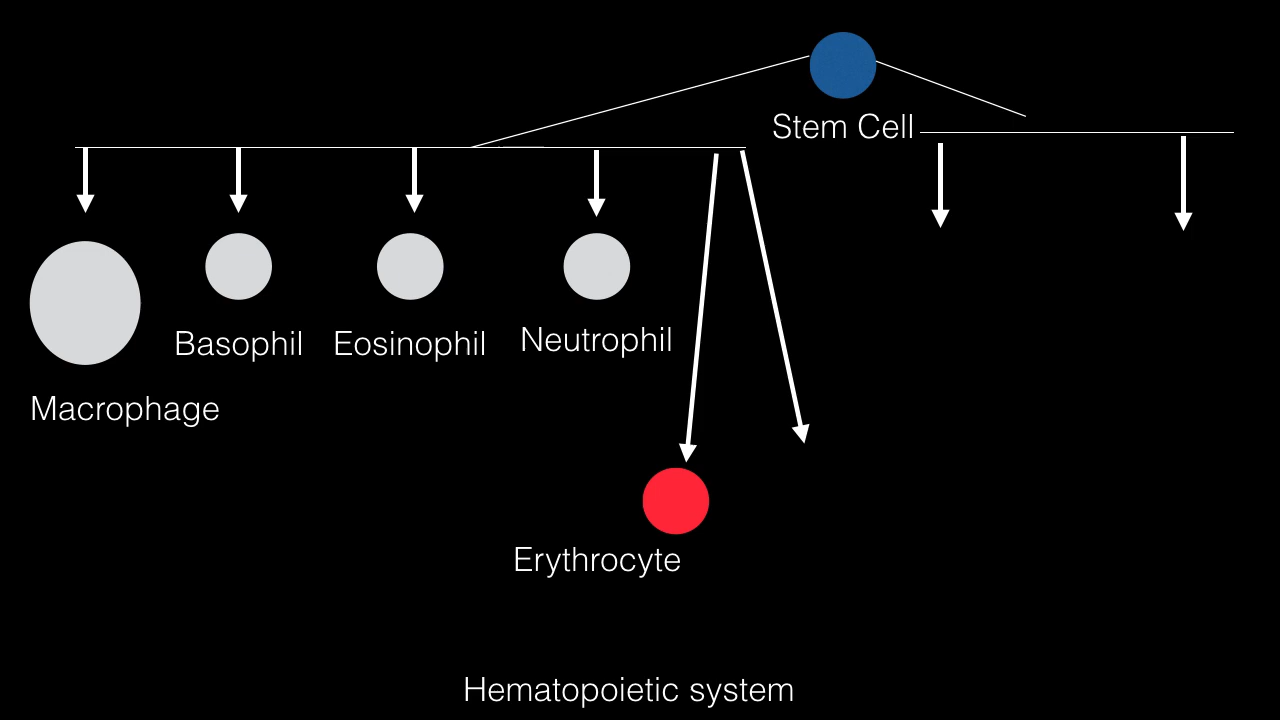 Stem Cell
Basophil
Eosinophil
Neutrophil
Macrophage
Erythrocyte
Hematopoietic system